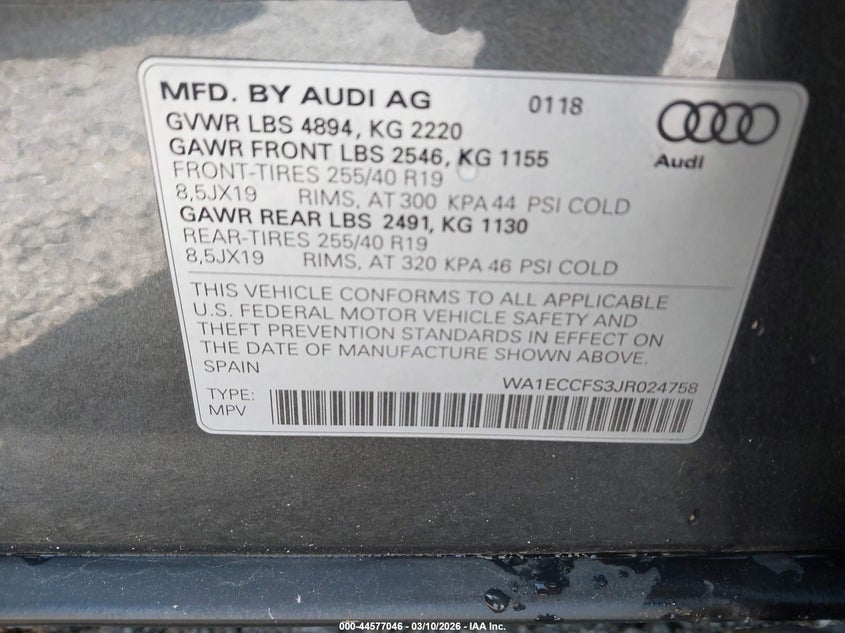 MFD. BY AUDI AG 0118
Audi
GVWR LBS 4894, KG 2220
GAWR FRONT LBS 2546, KG 1155
FRONT-TIRES 255/40 R19
8,5JX19 RIMS, AT 300 KPA 44 PSI COLD
GAWR REAR LBS 2491, KG 1130
REAR-TIRES 255/40 R19
8,5JX19 RIMS, AT 320 KPA 46 PSI COLD
THIS VEHICLE CONFORMS TO ALL APPLICABLE
U.S. FEDERAL MOTOR VEHICLE SAFETY AND
THEFT PREVENTION STANDARDS IN EFFECT ON
THE DATE OF MANUFACTURE SHOWN ABOVE.
SPAIN
WA1ECCFS3JR024758
TYPE:
MPV
000-44577046 — 03/10/2026 — IAA Inc.